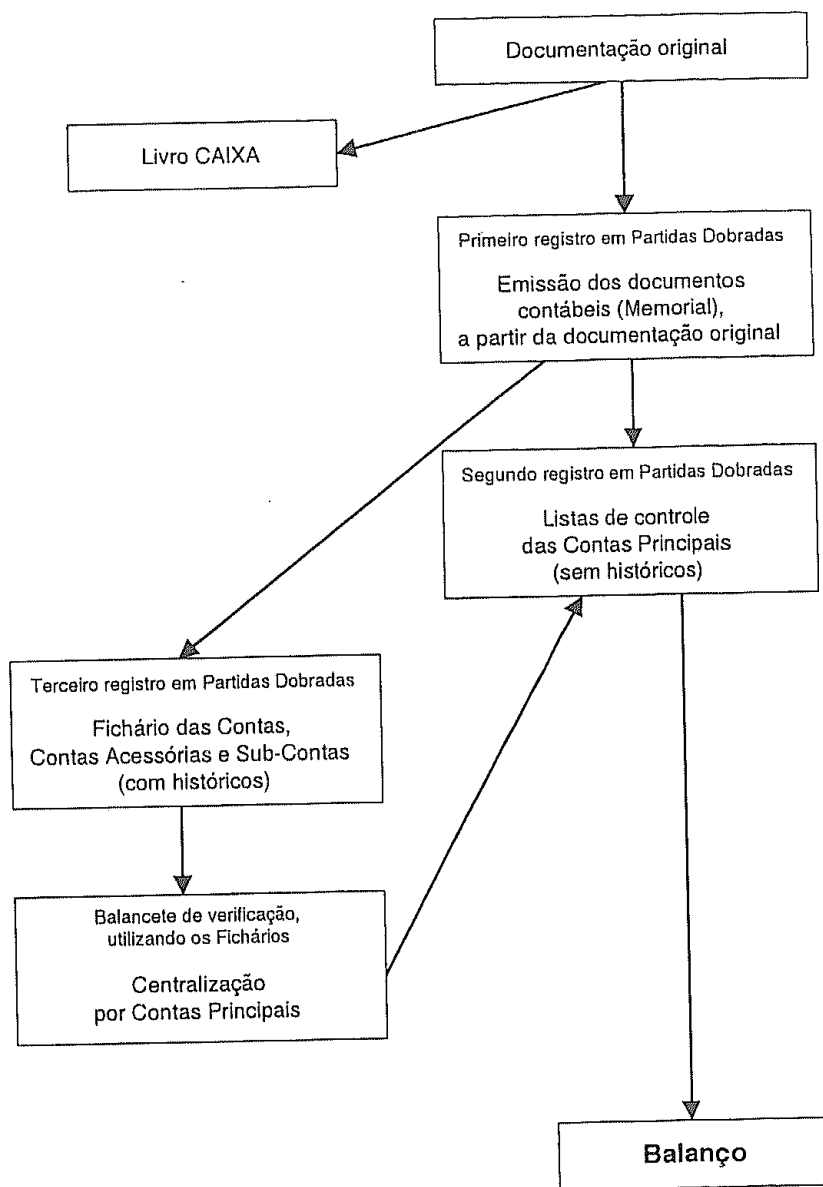 Documentação original
Livro CAIXA
Primeiro registro em Partidas Dobradas
Emissão dos documentos
contábeis (Memorial),
a partir da documentação original
Segundo registro em Partidas Dobradas
Listas de controle
das Contas Principais
(sem históricos)
Terceiro registro em Partidas Dobradas
Fichário das Contas,
Contas Acessórias e Sub-Contas
(com históricos)
Balancete de verificação,
utilizando os Fichários
Centralização
por Contas Principais
Balanço